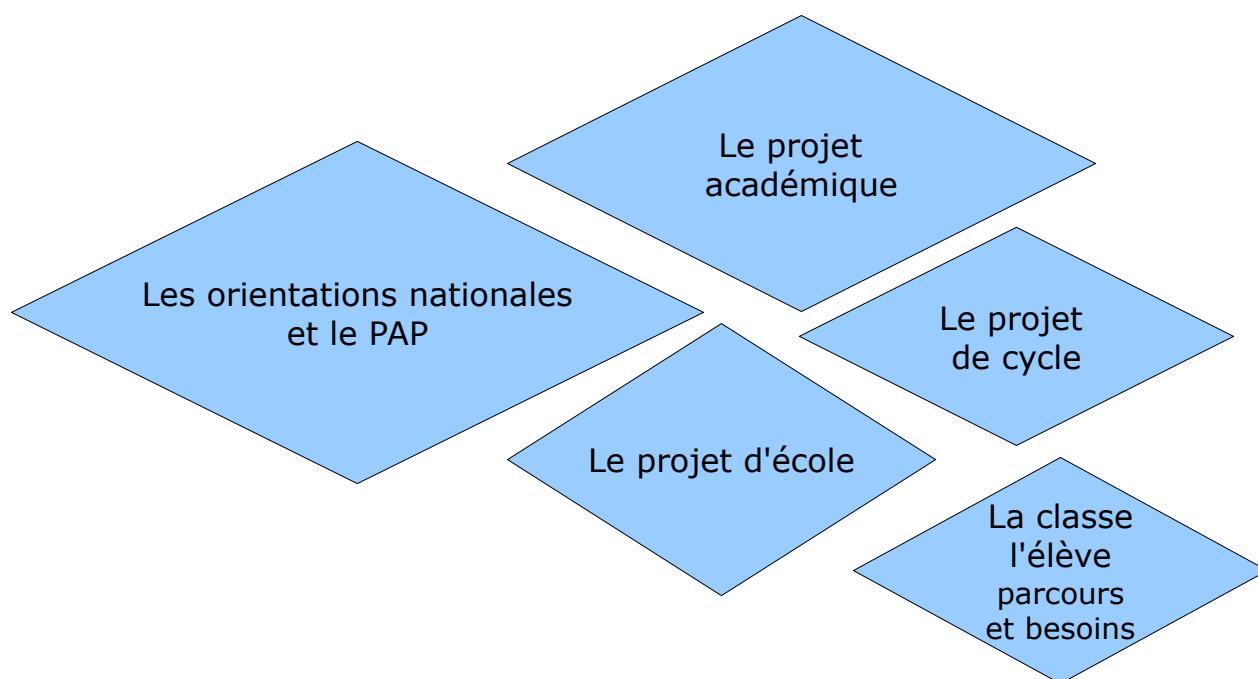 Le projet
académique
Les orientations nationales
et le PAP
Le projet
de cycle
Le projet d'école
La classe
l'élève
parcours
et besoins